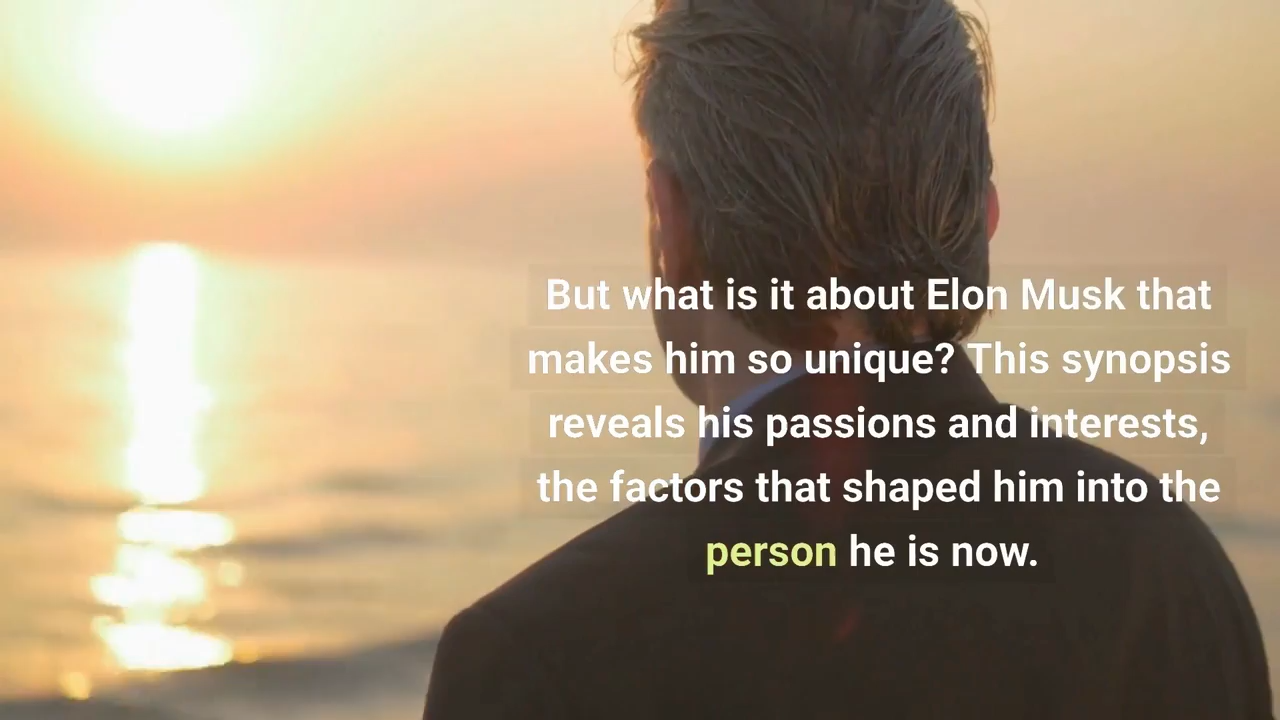 But what is it about Elon Musk that
makes him so unique? This synopsis
reveals his passions and interests,
the factors that shaped him into the
person he is now.